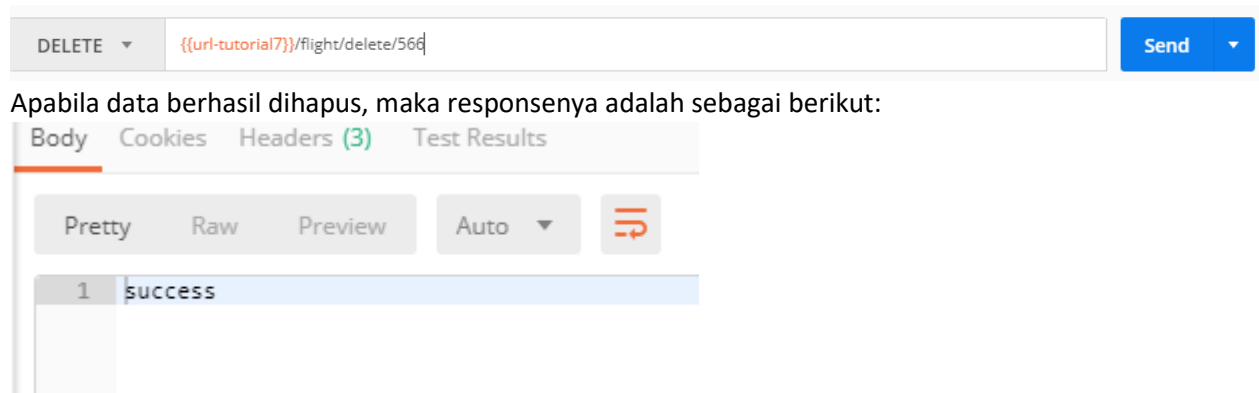 DELETE {{url-tutorial7}}/flight/delete/566 Send
Apabila data berhasil dihapus, maka responsenya adalah sebagai berikut:
Body Cookies Headers (3) Test Results
Pretty Raw Preview Auto
1 success